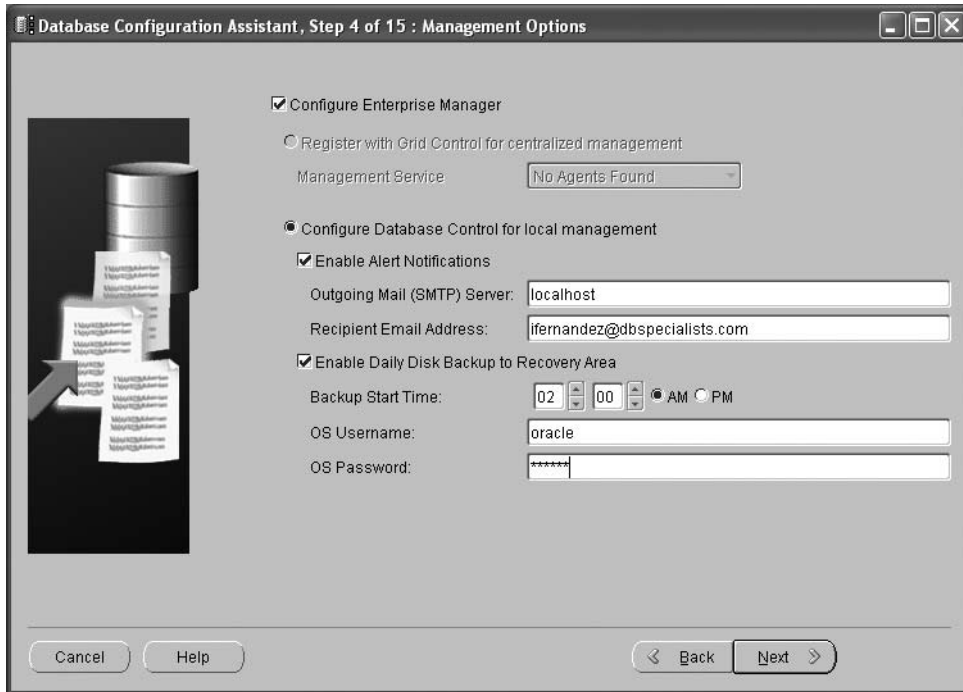 Database Configuration Assistant, Step 4 of 15 : Management Options
Configure Enterprise Manager
Register with Grid Control for centralized management
Management Service No Agents Found
Configure Database Control for local management
Enable Alert Notifications
Outgoing Mail (SMTP) Server: localhost
Recipient Email Address: ifernandez@dbspecialists.com
Enable Daily Disk Backup to Recovery Area
Backup Start Time: 02 00 AM PM
OS Username: oracle
OS Password: ******
Cancel Help Back Next